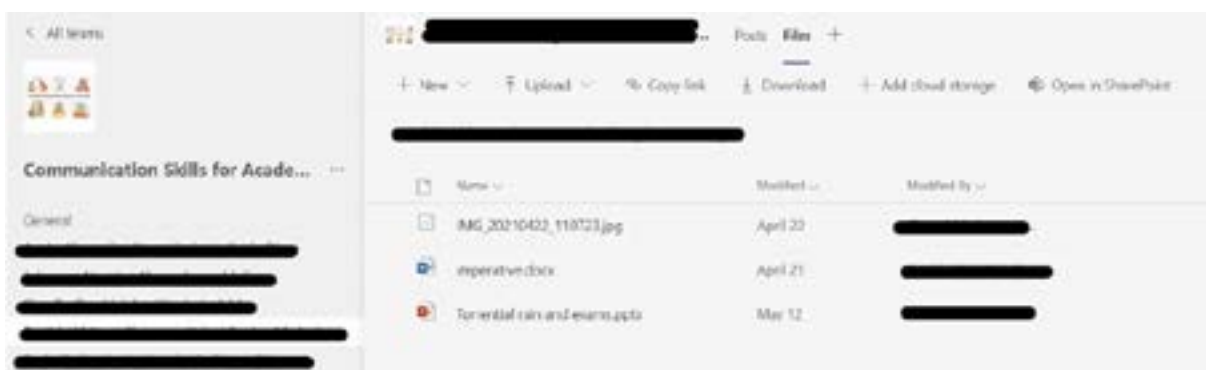 < All teams
Posts Files +
+ New Upload Copy link Download + Add cloud storage Open in SharePoint
Communication Skills for Acade... ...
Name Modified Modified By
General
IMG_20210422_110723.jpg April 22
imperative.docx April 21
Torrential rain and exams.pptx Mar 12